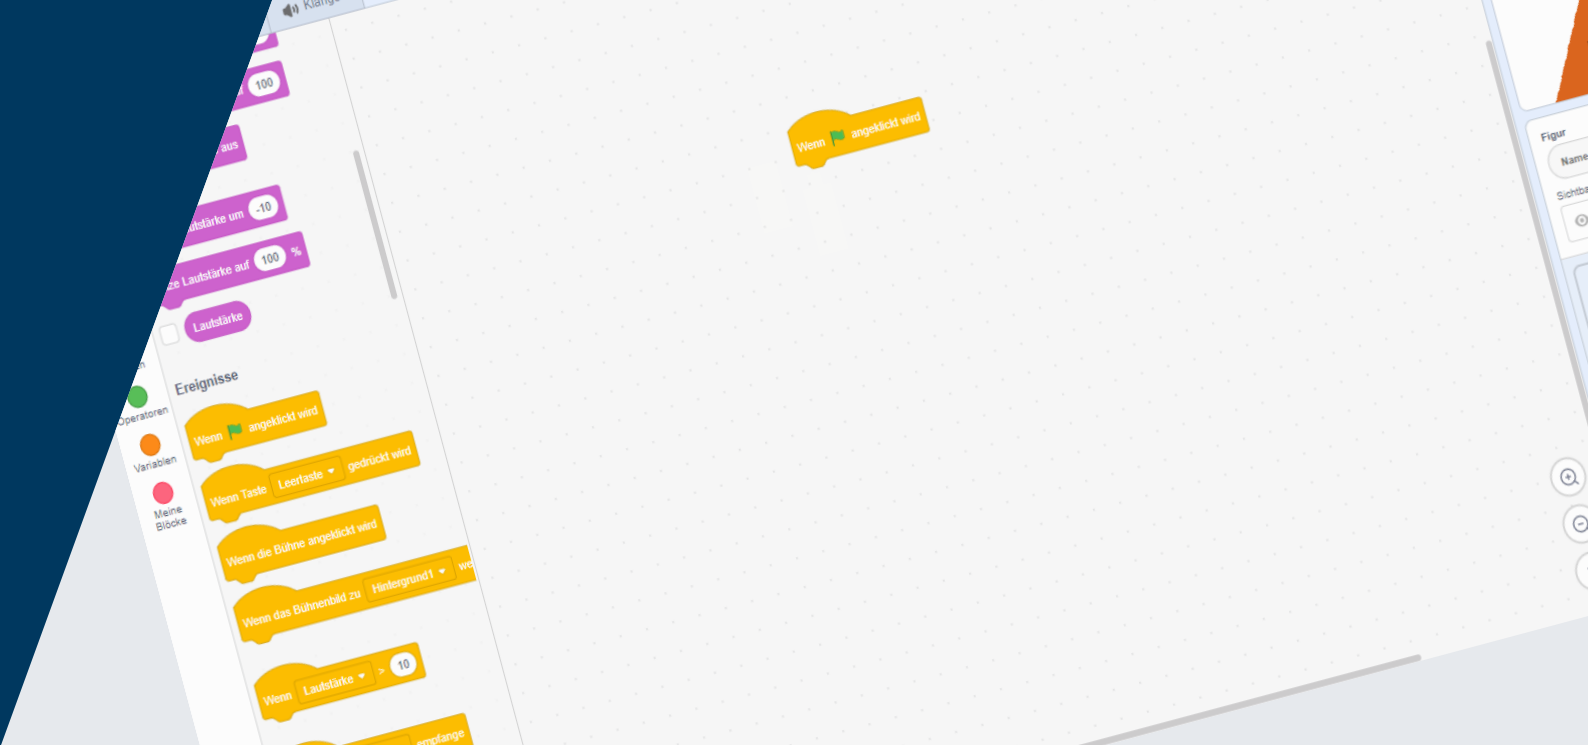 Klänge
100
aus
um -10
Lautstärke auf 100 %
Lautstärke
Ereignisse
Operatoren
Variablen
Meine
Blöcke
Wenn angeklickt wird
Wenn Taste Leertaste gedrückt wird
Wenn die Bühne angeklickt wird
Wenn das Bühnenbild zu Hintergrund1
Wenn Lautstärke > 10
empfange
Wenn angeklickt wird
Figur
Name